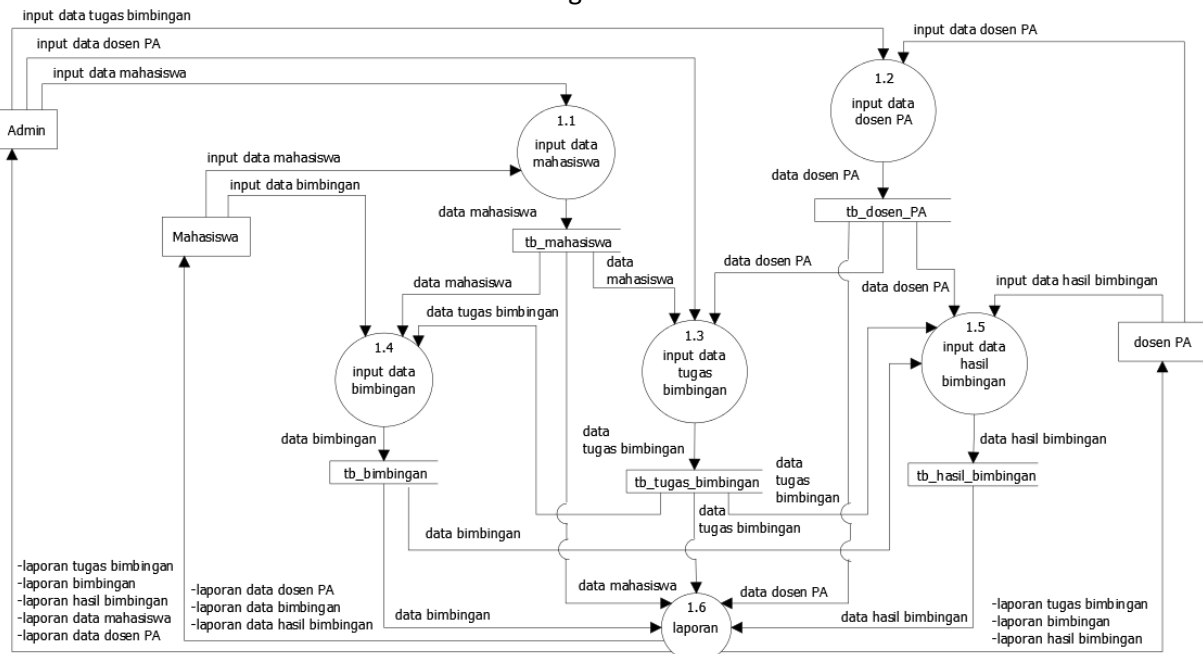 input data tugas bimbingan
input data dosen PA
input data mahasiswa
input data dosen PA
Admin
1.1
input data
mahasiswa
1.2
input data
dosen PA
input data mahasiswa
input data bimbingan
Mahasiswa
data mahasiswa
tb_mahasiswa
data dosen PA
tb_dosen_PA
data mahasiswa
data tugas bimbingan
data
mahasiswa
data dosen PA
data dosen PA
input data hasil bimbingan
1.4
input data
bimbingan
1.3
input data
tugas
bimbingan
1.5
input data
hasil
bimbingan
dosen PA
data bimbingan
tb_bimbingan
data
tugas bimbingan
tb_tugas_bimbingan
data
tugas
bimbingan
data hasil bimbingan
tb_hasil_bimbingan
data bimbingan
data
tugas bimbingan
-laporan tugas bimbingan
-laporan bimbingan
-laporan hasil bimbingan
-laporan data mahasiswa
-laporan data dosen PA
-laporan data dosen PA
-laporan data bimbingan
-laporan data hasil bimbingan
data bimbingan
data mahasiswa
data dosen PA
1.6
laporan
data hasil bimbingan
-laporan tugas bimbingan
-laporan bimbingan
-laporan hasil bimbingan